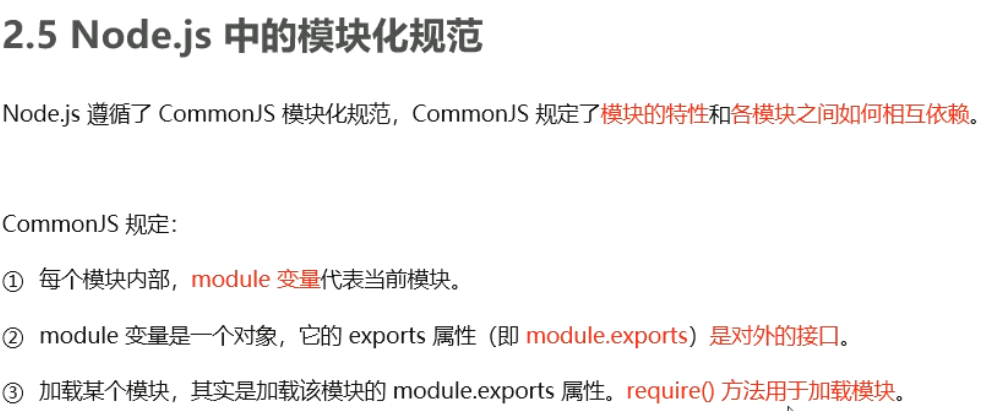 2.5 Node.js 中的模块化规范
Node.js 遵循了 CommonJS 模块化规范，CommonJS 规定了模块的特性和各模块之间如何相互依赖。
CommonJS 规定：
① 每个模块内部，module 变量代表当前模块。
② module 变量是一个对象，它的 exports 属性（即 module.exports）是对外的接口。
③ 加载某个模块，其实是加载该模块的 module.exports 属性。require() 方法用于加载模块。